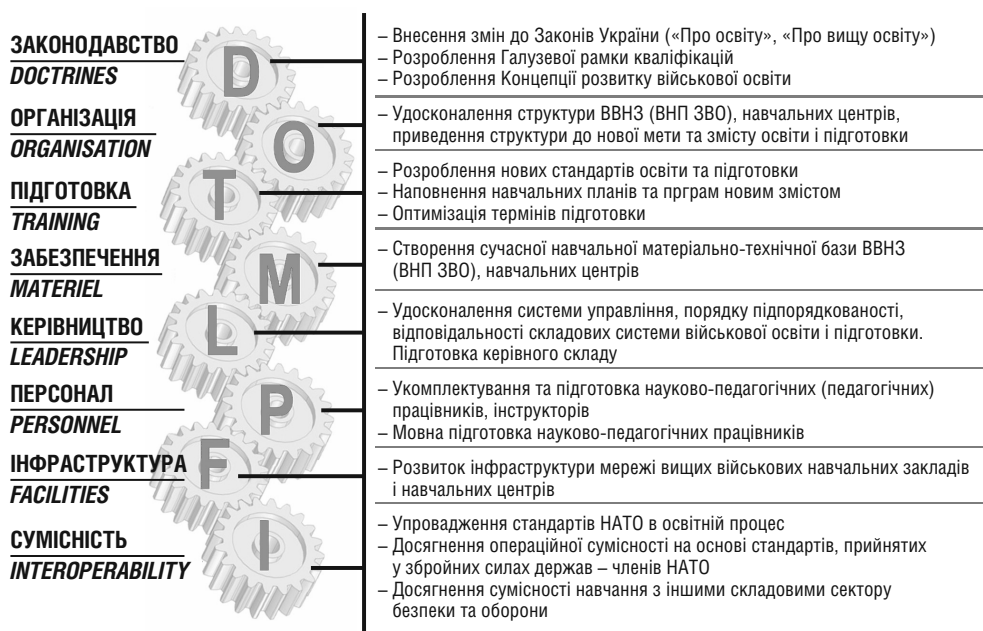 ЗАКОНОДАВСТВО
DOCTRINES
D
– Внесення змін до Законів України («Про освіту», «Про вищу освіту»)
– Розроблення Галузевої рамки кваліфікацій
– Розроблення Концепції розвитку військової освіти
ОРГАНІЗАЦІЯ
ORGANISATION
O
– Удосконалення структури ВВНЗ (ВНП ЗВО), навчальних центрів,
приведення структури до нової мети та змісту освіти і підготовки
ПІДГОТОВКА
TRAINING
T
– Розроблення нових стандартів освіти та підготовки
– Наповнення навчальних планів та прграм новим змістом
– Оптимізація термінів підготовки
ЗАБЕЗПЕЧЕННЯ
MATERIEL
M
– Створення сучасної навчальної матеріально-технічної бази ВВНЗ
(ВНП ЗВО), навчальних центрів
КЕРІВНИЦТВО
LEADERSHIP
L
– Удосконалення системи управління, порядку підпорядкованості,
відповідальності складових системи військової освіти і підготовки.
Підготовка керівного складу
ПЕРСОНАЛ
PERSONNEL
P
– Укомплектування та підготовка науково-педагогічних (педагогічних)
працівників, інструкторів
– Мовна підготовка науково-педагогічних працівників
ІНФРАСТРУКТУРА
FACILITIES
F
– Розвиток інфраструктури мережі вищих військових навчальних закладів
і навчальних центрів
СУМІСНІСТЬ
INTEROPERABILITY
I
– Упровадження стандартів НАТО в освітній процес
– Досягнення операційної сумісності на основі стандартів, прийнятих
у збройних силах держав – членів НАТО
– Досягнення сумісності навчання з іншими складовими сектору
безпеки та оборони